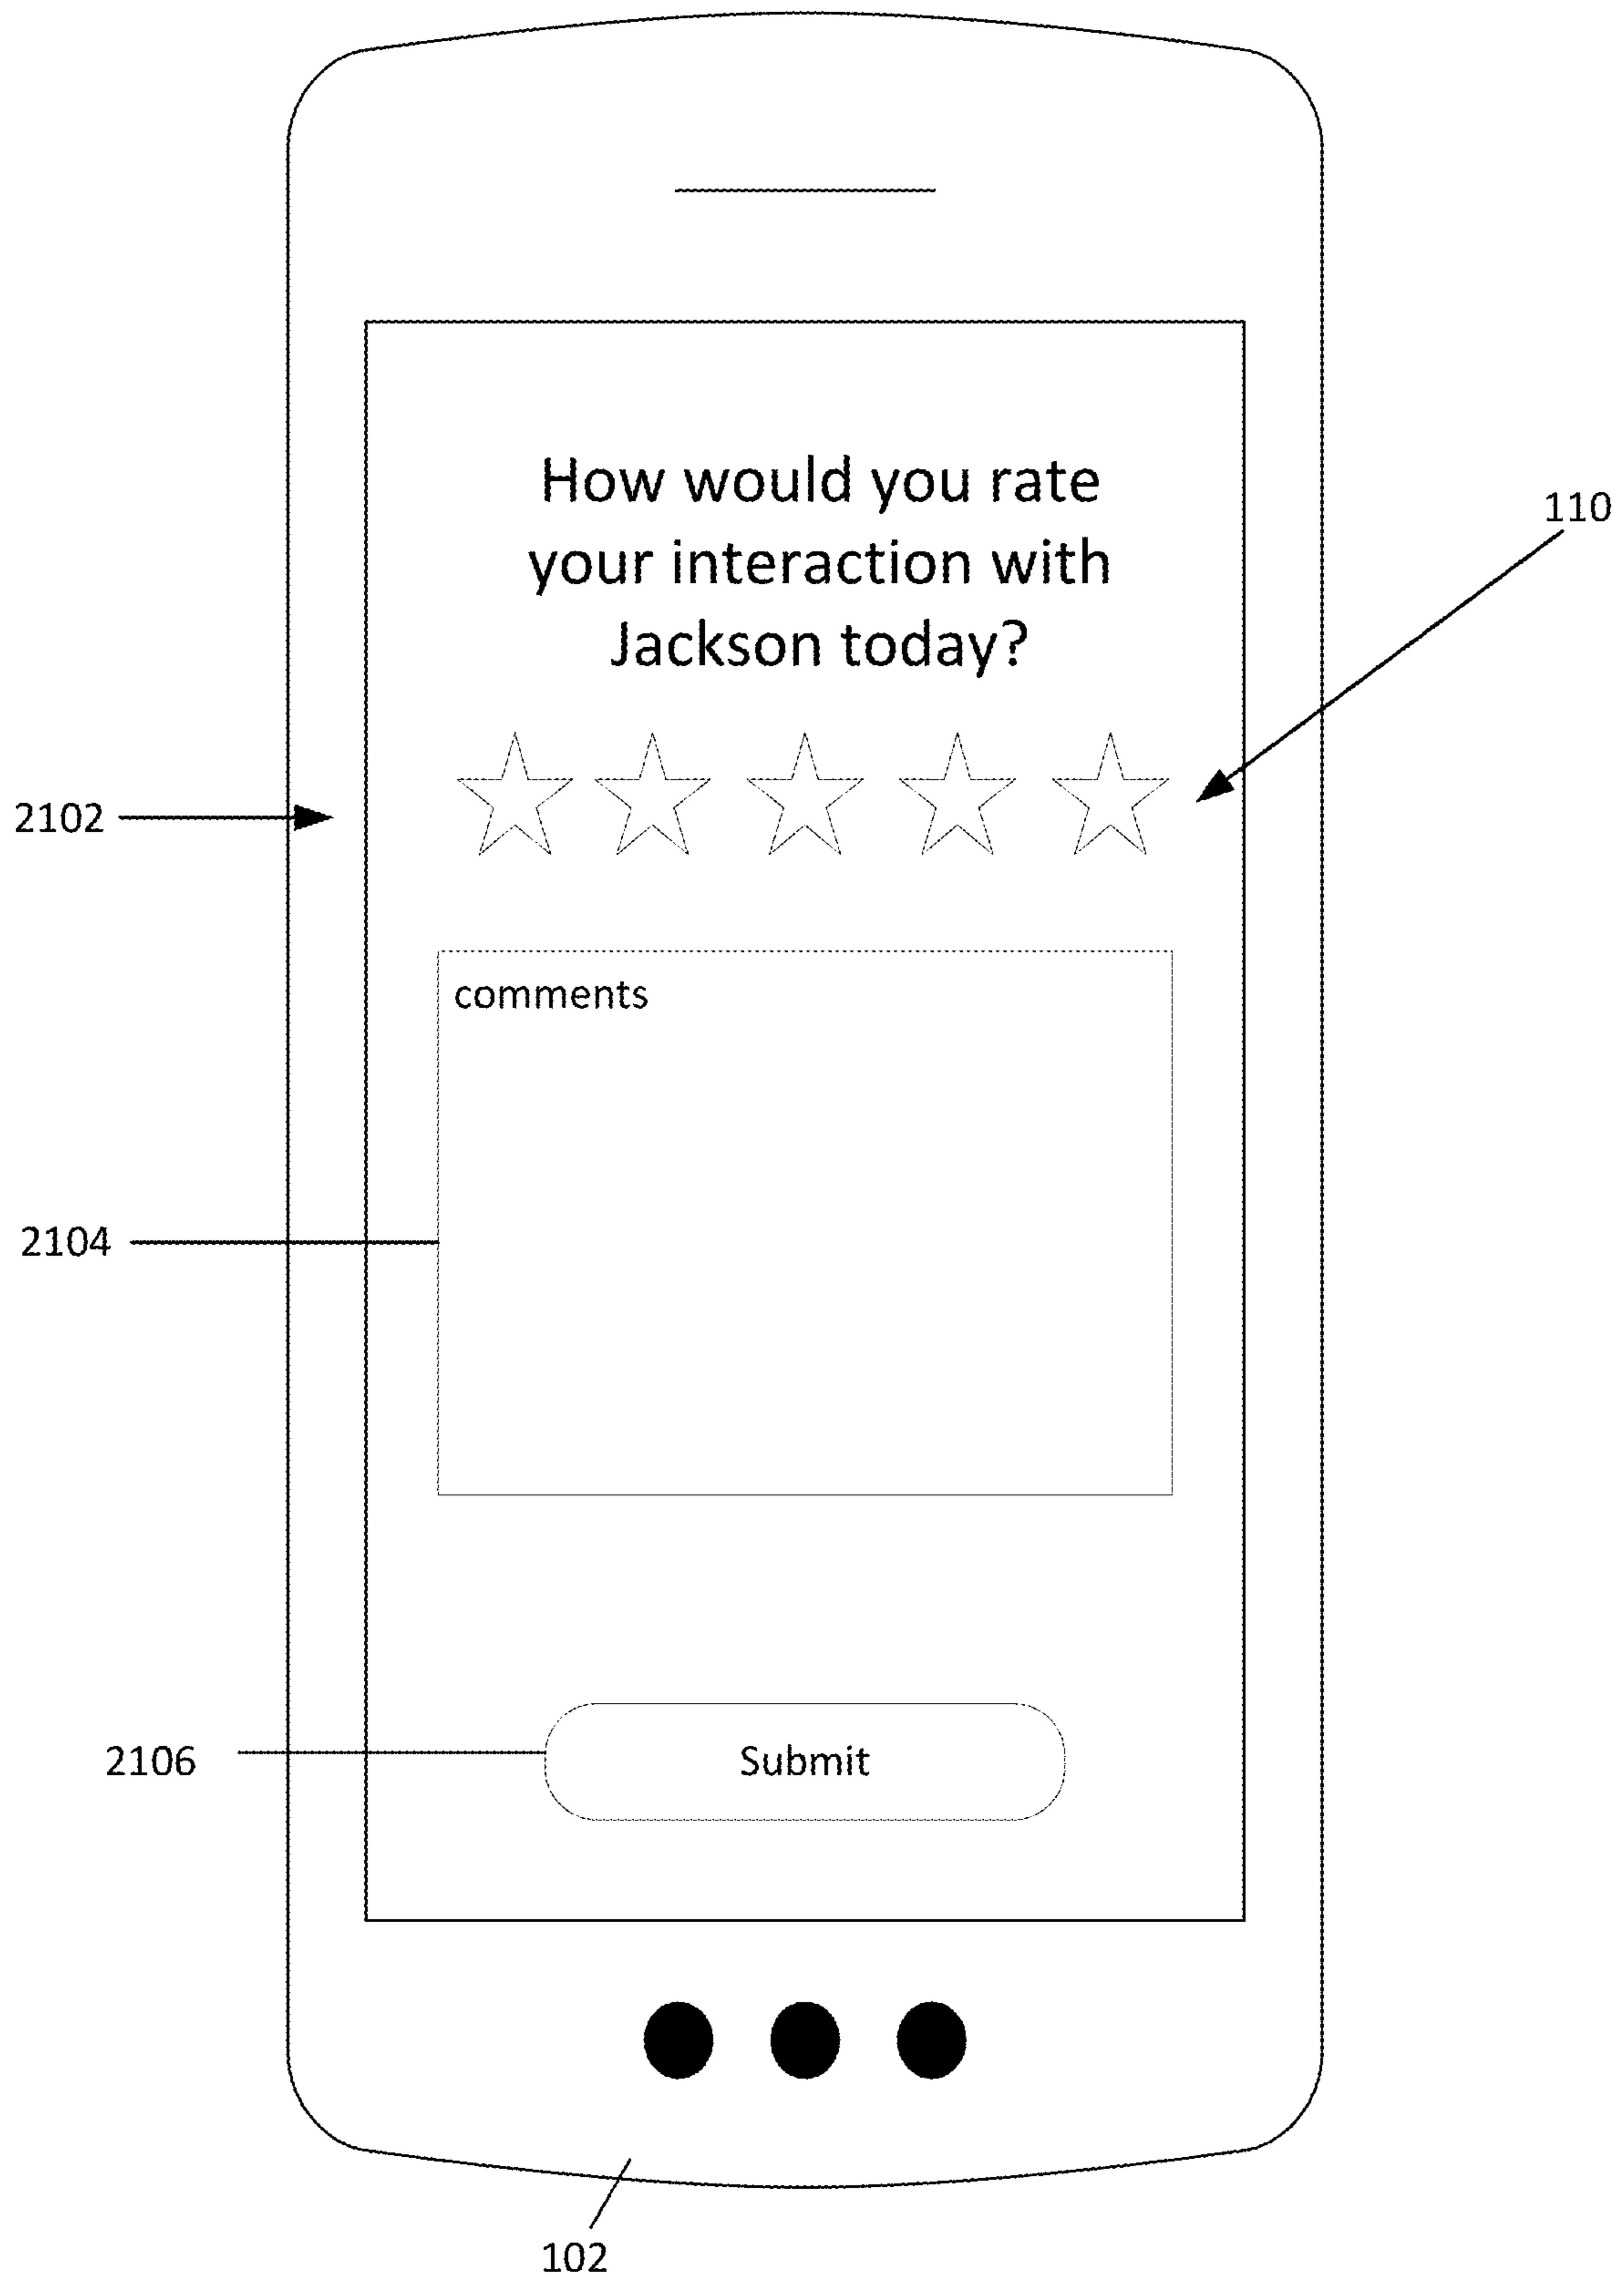 How would you rate
your interaction with
Jackson today?
110
2102
comments
2104
2106
Submit
102